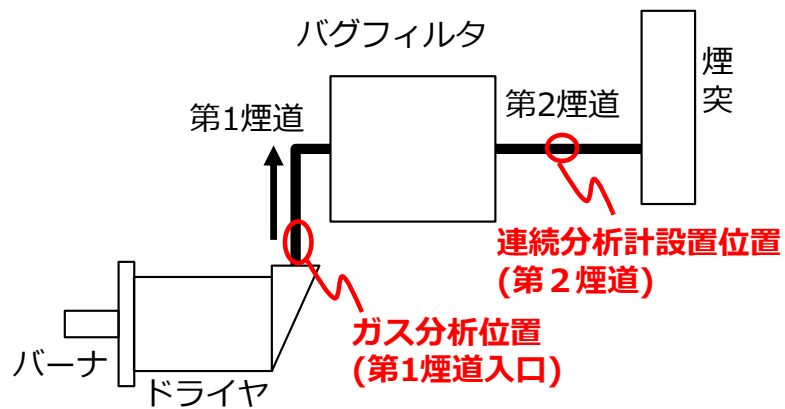 バグフィルタ
煙
突
第1煙道
第2煙道
連続分析計設置位置
(第２煙道)
ガス分析位置
(第1煙道入口)
バーナ
ドライヤ